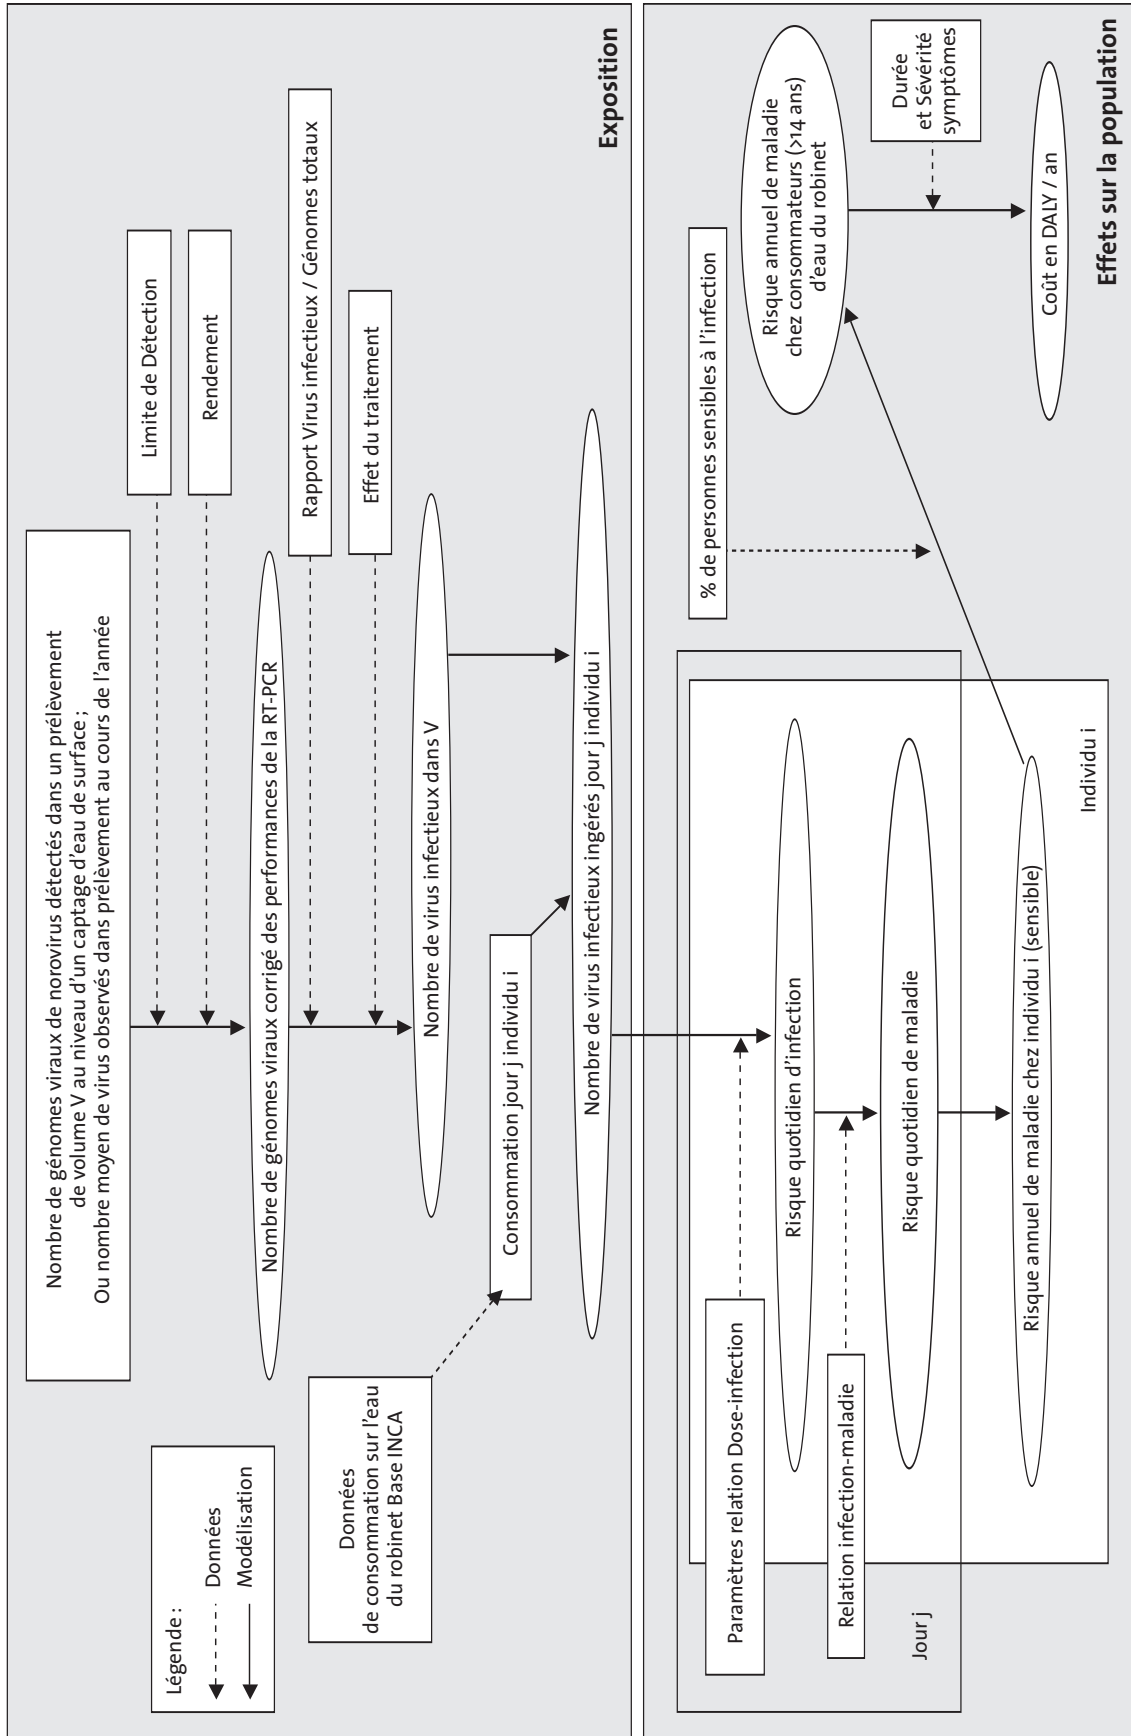 Légende :
Données
Modélisation
Nombre de génomes viraux de norovirus détectés dans un prélèvement
de volume V au niveau d'un captage d'eau de surface ;
Ou nombre moyen de virus observés dans prélèvement au cours de l'année
Limite de Détection
Rendement
Nombre de génomes viraux corrigé des performances de la RT-PCR
Rapport Virus infectieux / Génomes totaux
Effet du traitement
Données
de consommation sur l'eau
du robinet Base INCA
Nombre de virus infectieux dans V
Consommation jour j individu i
Nombre de virus infectieux ingérés jour j individu i
Exposition
Paramètres relation Dose-infection
Risque quotidien d'infection
Relation infection-maladie
Risque quotidien de maladie
Jour j
Risque annuel de maladie chez individu i (sensible)
Individu i
% de personnes sensibles à l'infection
Risque annuel de maladie
chez consommateurs (>14 ans)
d'eau du robinet
Durée
et Sévérité
symptômes
Coût en DALY / an
Effets sur la population